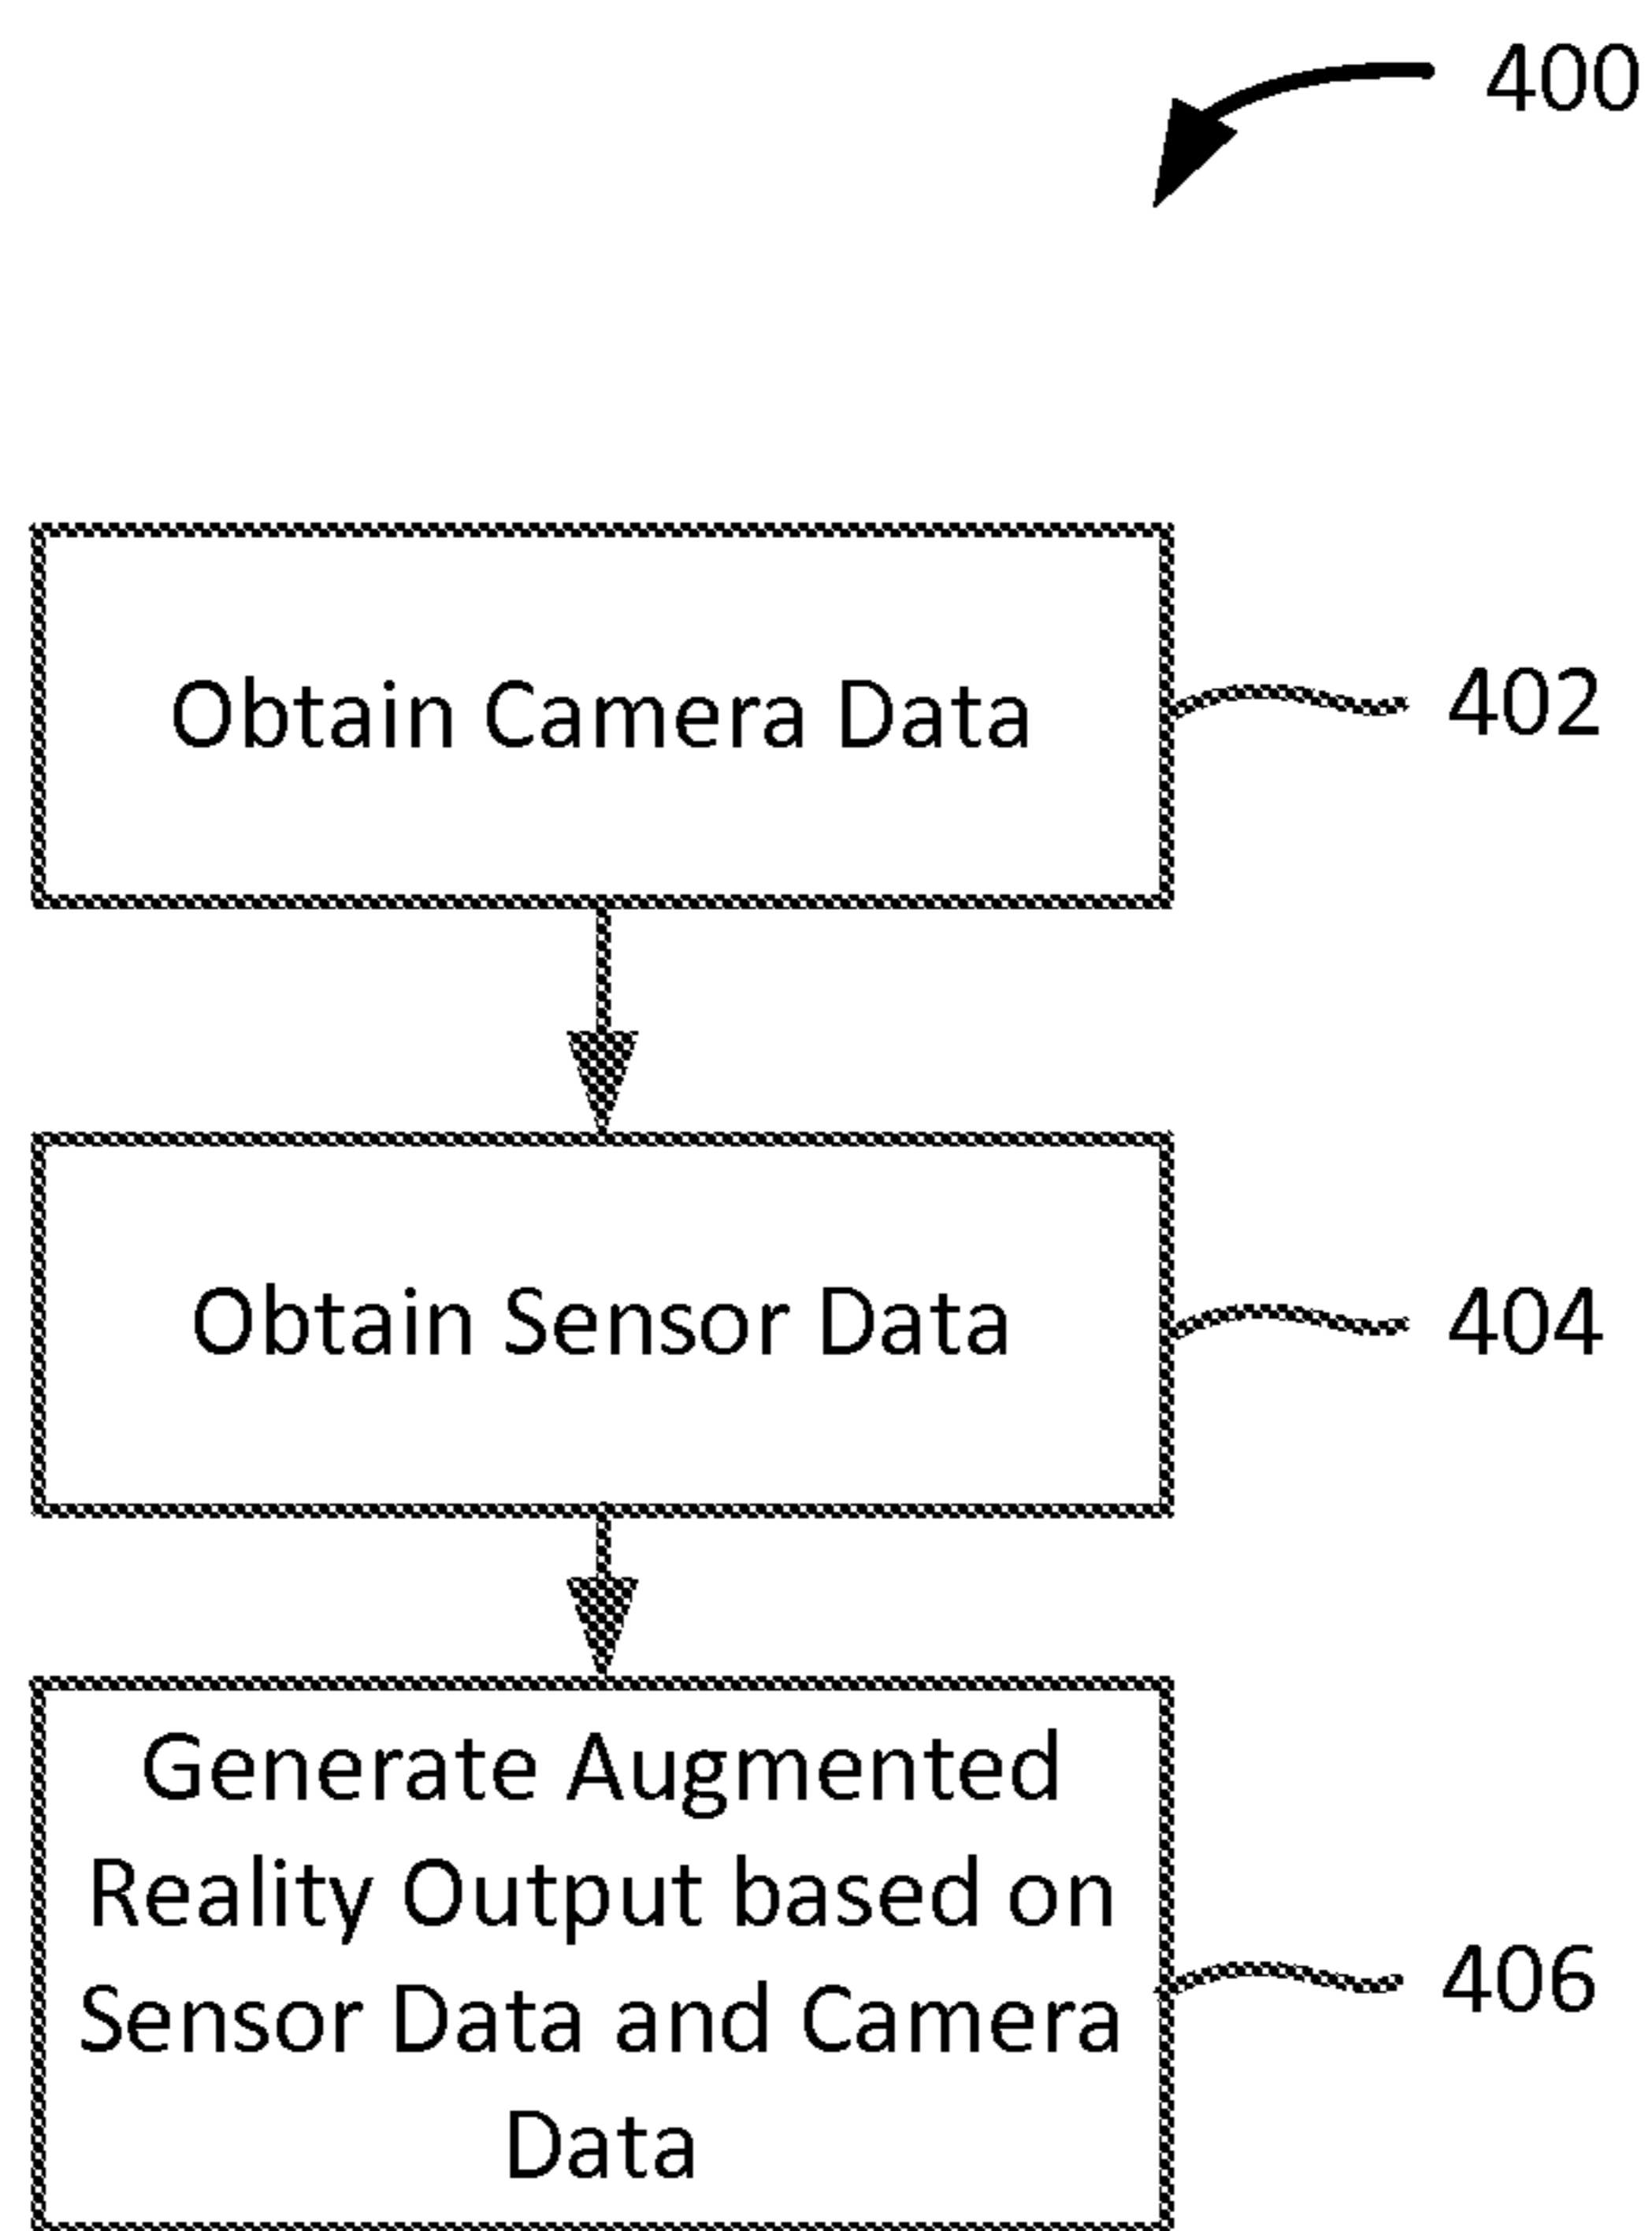 400
Obtain Camera Data
402
Obtain Sensor Data
404
Generate Augmented
Reality Output based on
Sensor Data and Camera
Data
406